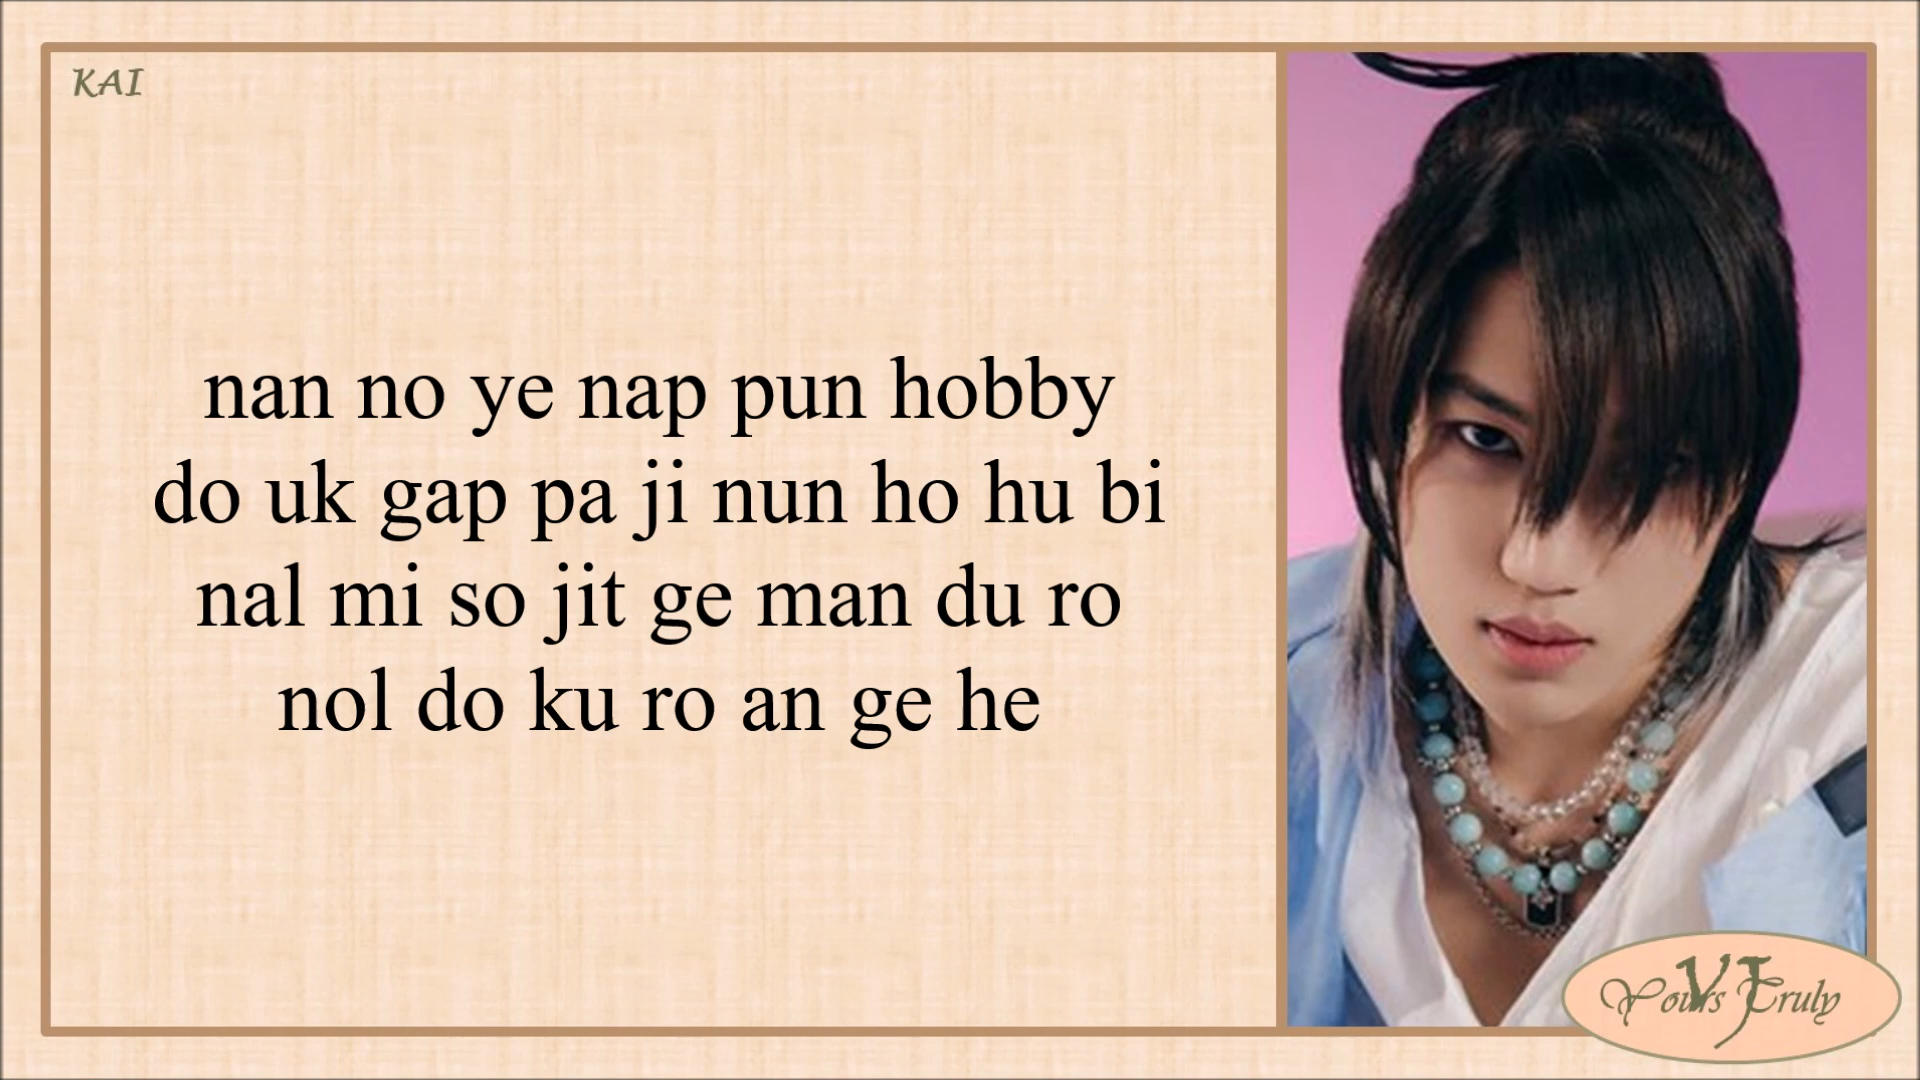 KAI
nan no ye nap pun hobby
do uk gap pa ji nun ho hu bi
nal mi so jit ge man du ro
nol do ku ro an ge he
VJ
Yours Truly